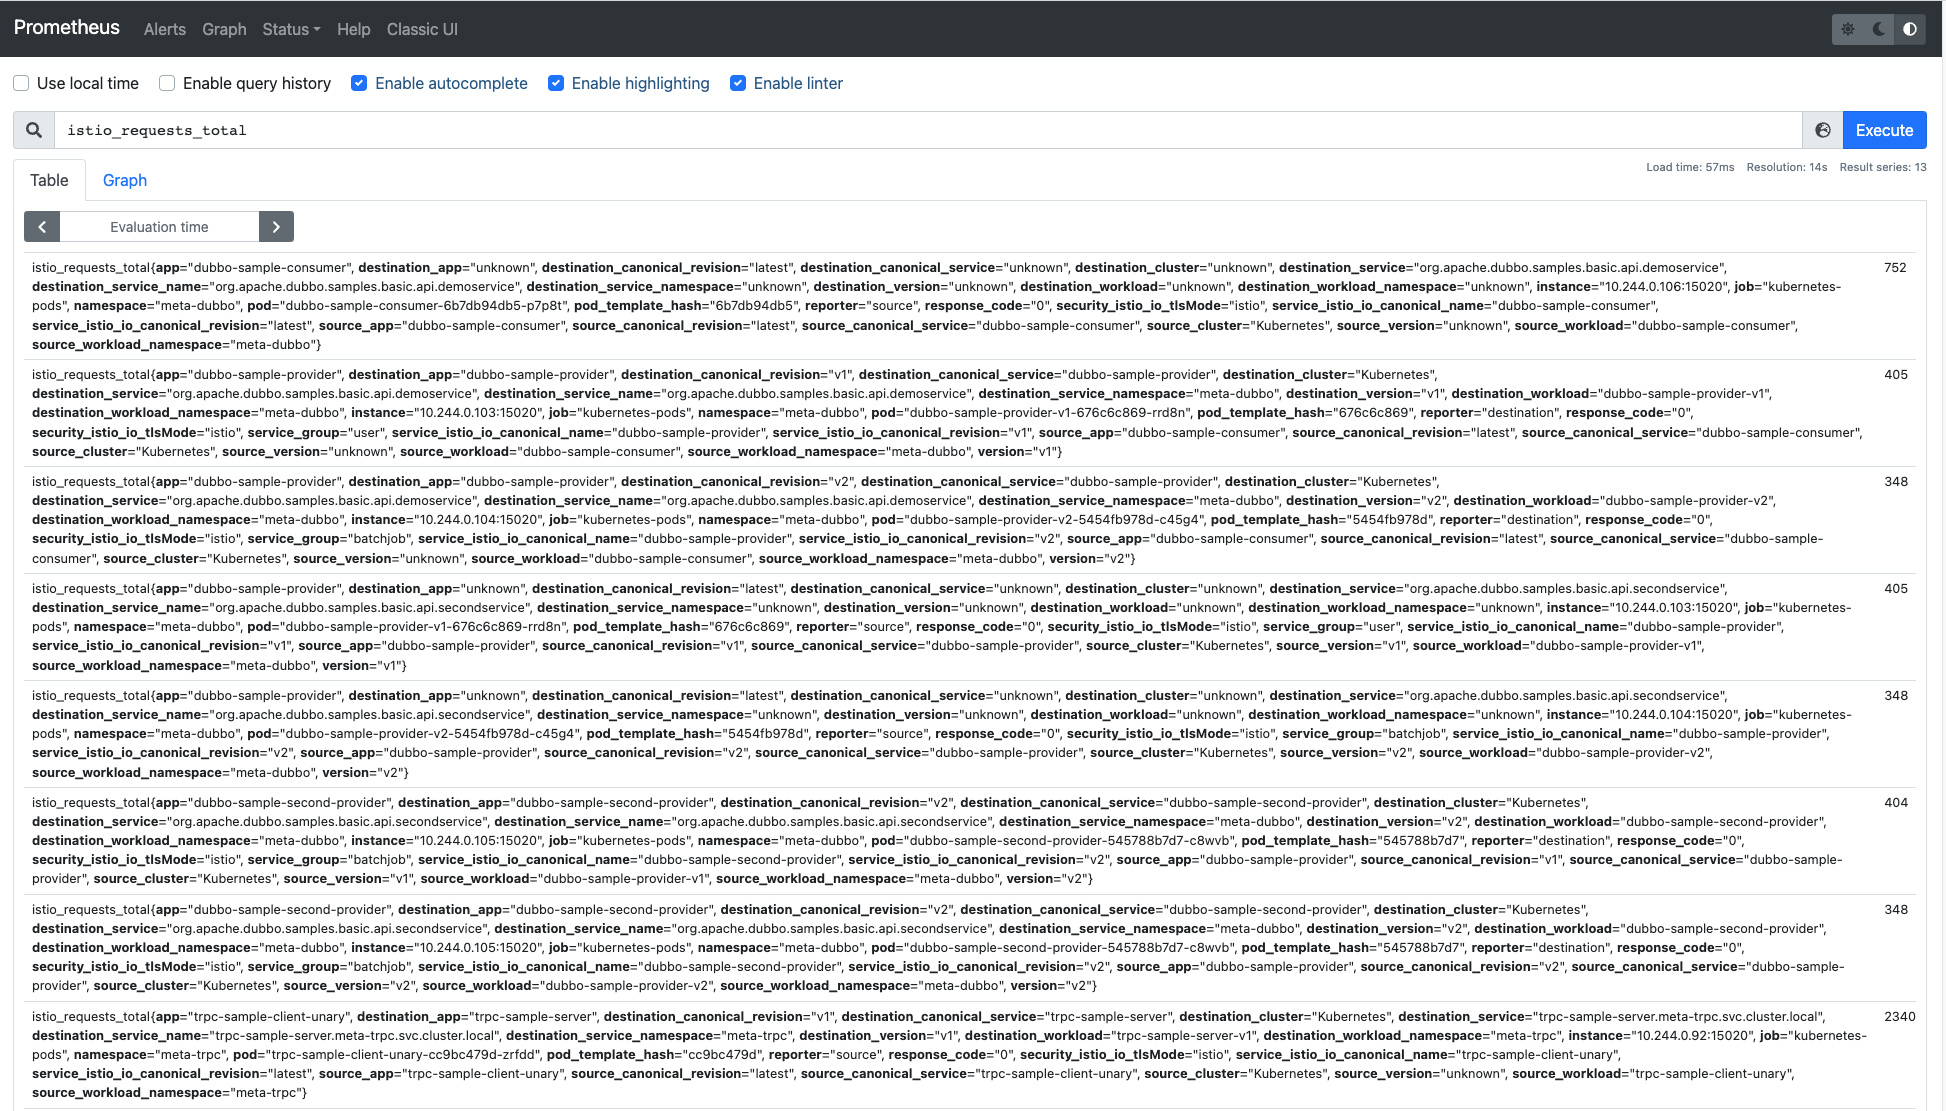 Prometheus Alerts Graph Status Help Classic UI
Use local time Enable query history Enable autocomplete Enable highlighting Enable linter
istio_requests_total Execute
Load time: 57ms Resolution: 14s Result series: 13
Table Graph
Evaluation time
istio_requests_total{app="dubbo-sample-consumer", destination_app="unknown", destination_canonical_revision="latest", destination_canonical_service="unknown", destination_cluster="unknown", destination_service="org.apache.dubbo.samples.basic.api.demoservice", 752
destination_service_name="org.apache.dubbo.samples.basic.api.demoservice", destination_service_namespace="unknown", destination_version="unknown", destination_workload="unknown", destination_workload_namespace="unknown", instance="10.244.0.106:15020", job="kubernetes-
pods", namespace="meta-dubbo", pod="dubbo-sample-consumer-6b7db94db5-p7p8t", pod_template_hash="6b7db94db5", reporter="source", response_code="0", security_istio_io_tlsMode="istio", service_istio_io_canonical_name="dubbo-sample-consumer",
service_istio_io_canonical_revision="latest", source_app="dubbo-sample-consumer", source_canonical_revision="latest", source_canonical_service="dubbo-sample-consumer", source_cluster="Kubernetes", source_version="unknown", source_workload="dubbo-sample-consumer",
source_workload_namespace="meta-dubbo"}
istio_requests_total{app="dubbo-sample-provider", destination_app="dubbo-sample-provider", destination_canonical_revision="v1", destination_canonical_service="dubbo-sample-provider", destination_cluster="Kubernetes", 405
destination_service="org.apache.dubbo.samples.basic.api.demoservice", destination_service_name="org.apache.dubbo.samples.basic.api.demoservice", destination_service_namespace="meta-dubbo", destination_version="v1", destination_workload="dubbo-sample-provider-v1",
destination_workload_namespace="meta-dubbo", instance="10.244.0.103:15020", job="kubernetes-pods", namespace="meta-dubbo", pod="dubbo-sample-provider-v1-676c6c869-rrd8n", pod_template_hash="676c6c869", reporter="destination", response_code="0",
security_istio_io_tlsMode="istio", service_group="user", service_istio_io_canonical_name="dubbo-sample-provider", service_istio_io_canonical_revision="v1", source_app="dubbo-sample-consumer", source_canonical_revision="latest", source_canonical_service="dubbo-sample-consumer",
source_cluster="Kubernetes", source_version="unknown", source_workload="dubbo-sample-consumer", source_workload_namespace="meta-dubbo", version="v1"}
istio_requests_total{app="dubbo-sample-provider", destination_app="dubbo-sample-provider", destination_canonical_revision="v2", destination_canonical_service="dubbo-sample-provider", destination_cluster="Kubernetes", 348
destination_service="org.apache.dubbo.samples.basic.api.demoservice", destination_service_name="org.apache.dubbo.samples.basic.api.demoservice", destination_service_namespace="meta-dubbo", destination_version="v2", destination_workload="dubbo-sample-provider-v2",
destination_workload_namespace="meta-dubbo", instance="10.244.0.104:15020", job="kubernetes-pods", namespace="meta-dubbo", pod="dubbo-sample-provider-v2-5454fb978d-c45g4", pod_template_hash="5454fb978d", reporter="destination", response_code="0",
security_istio_io_tlsMode="istio", service_group="batchjob", service_istio_io_canonical_name="dubbo-sample-provider", service_istio_io_canonical_revision="v2", source_app="dubbo-sample-consumer", source_canonical_revision="latest", source_canonical_service="dubbo-sample-
consumer", source_cluster="Kubernetes", source_version="unknown", source_workload="dubbo-sample-consumer", source_workload_namespace="meta-dubbo", version="v2"}
istio_requests_total{app="dubbo-sample-provider", destination_app="unknown", destination_canonical_revision="latest", destination_canonical_service="unknown", destination_cluster="unknown", destination_service="org.apache.dubbo.samples.basic.api.secondservice", 405
destination_service_name="org.apache.dubbo.samples.basic.api.secondservice", destination_service_namespace="unknown", destination_version="unknown", destination_workload="unknown", destination_workload_namespace="unknown", instance="10.244.0.103:15020", job="kubernetes-
pods", namespace="meta-dubbo", pod="dubbo-sample-provider-v1-676c6c869-rrd8n", pod_template_hash="676c6c869", reporter="source", response_code="0", security_istio_io_tlsMode="istio", service_group="user", service_istio_io_canonical_name="dubbo-sample-provider",
service_istio_io_canonical_revision="v1", source_app="dubbo-sample-provider", source_canonical_revision="v1", source_canonical_service="dubbo-sample-provider", source_cluster="Kubernetes", source_version="v1", source_workload="dubbo-sample-provider-v1",
source_workload_namespace="meta-dubbo", version="v1"}
istio_requests_total{app="dubbo-sample-provider", destination_app="unknown", destination_canonical_revision="latest", destination_canonical_service="unknown", destination_cluster="unknown", destination_service="org.apache.dubbo.samples.basic.api.secondservice", 348
destination_service_name="org.apache.dubbo.samples.basic.api.secondservice", destination_service_namespace="unknown", destination_version="unknown", destination_workload="unknown", destination_workload_namespace="unknown", instance="10.244.0.104:15020", job="kubernetes-
pods", namespace="meta-dubbo", pod="dubbo-sample-provider-v2-5454fb978d-c45g4", pod_template_hash="5454fb978d", reporter="source", response_code="0", security_istio_io_tlsMode="istio", service_group="batchjob", service_istio_io_canonical_name="dubbo-sample-provider",
service_istio_io_canonical_revision="v2", source_app="dubbo-sample-provider", source_canonical_revision="v2", source_canonical_service="dubbo-sample-provider", source_cluster="Kubernetes", source_version="v2", source_workload="dubbo-sample-provider-v2",
source_workload_namespace="meta-dubbo", version="v2"}
istio_requests_total{app="dubbo-sample-second-provider", destination_app="dubbo-sample-second-provider", destination_canonical_revision="v2", destination_canonical_service="dubbo-sample-second-provider", destination_cluster="Kubernetes", 404
destination_service="org.apache.dubbo.samples.basic.api.secondservice", destination_service_name="org.apache.dubbo.samples.basic.api.secondservice", destination_service_namespace="meta-dubbo", destination_version="v2", destination_workload="dubbo-sample-second-provider",
destination_workload_namespace="meta-dubbo", instance="10.244.0.105:15020", job="kubernetes-pods", namespace="meta-dubbo", pod="dubbo-sample-second-provider-545788b7d7-c8wvb", pod_template_hash="545788b7d7", reporter="destination", response_code="0",
security_istio_io_tlsMode="istio", service_group="batchjob", service_istio_io_canonical_name="dubbo-sample-second-provider", service_istio_io_canonical_revision="v2", source_app="dubbo-sample-provider", source_canonical_revision="v1", source_canonical_service="dubbo-sample-
provider", source_cluster="Kubernetes", source_version="v1", source_workload="dubbo-sample-provider-v1", source_workload_namespace="meta-dubbo", version="v2"}
istio_requests_total{app="dubbo-sample-second-provider", destination_app="dubbo-sample-second-provider", destination_canonical_revision="v2", destination_canonical_service="dubbo-sample-second-provider", destination_cluster="Kubernetes", 348
destination_service="org.apache.dubbo.samples.basic.api.secondservice", destination_service_name="org.apache.dubbo.samples.basic.api.secondservice", destination_service_namespace="meta-dubbo", destination_version="v2", destination_workload="dubbo-sample-second-provider",
destination_workload_namespace="meta-dubbo", instance="10.244.0.105:15020", job="kubernetes-pods", namespace="meta-dubbo", pod="dubbo-sample-second-provider-545788b7d7-c8wvb", pod_template_hash="545788b7d7", reporter="destination", response_code="0",
security_istio_io_tlsMode="istio", service_group="batchjob", service_istio_io_canonical_name="dubbo-sample-second-provider", service_istio_io_canonical_revision="v2", source_app="dubbo-sample-provider", source_canonical_revision="v2", source_canonical_service="dubbo-sample-
provider", source_cluster="Kubernetes", source_version="v2", source_workload="dubbo-sample-provider-v2", source_workload_namespace="meta-dubbo", version="v2"}
istio_requests_total{app="trpc-sample-client-unary", destination_app="trpc-sample-server", destination_canonical_revision="v1", destination_canonical_service="trpc-sample-server", destination_cluster="Kubernetes", destination_service="trpc-sample-server.meta-trpc.svc.cluster.local", 2340
destination_service_name="trpc-sample-server.meta-trpc.svc.cluster.local", destination_service_namespace="meta-trpc", destination_version="v1", destination_workload="trpc-sample-server-v1", destination_workload_namespace="meta-trpc", instance="10.244.0.92:15020", job="kubernetes-
pods", namespace="meta-trpc", pod="trpc-sample-client-unary-cc9bc479d-zrfdd", pod_template_hash="cc9bc479d", reporter="source", response_code="0", security_istio_io_tlsMode="istio", service_istio_io_canonical_name="trpc-sample-client-unary",
service_istio_io_canonical_revision="latest", source_app="trpc-sample-client-unary", source_canonical_revision="latest", source_canonical_service="trpc-sample-client-unary", source_cluster="Kubernetes", source_version="unknown", source_workload="trpc-sample-client-unary",
source_workload_namespace="meta-trpc"}